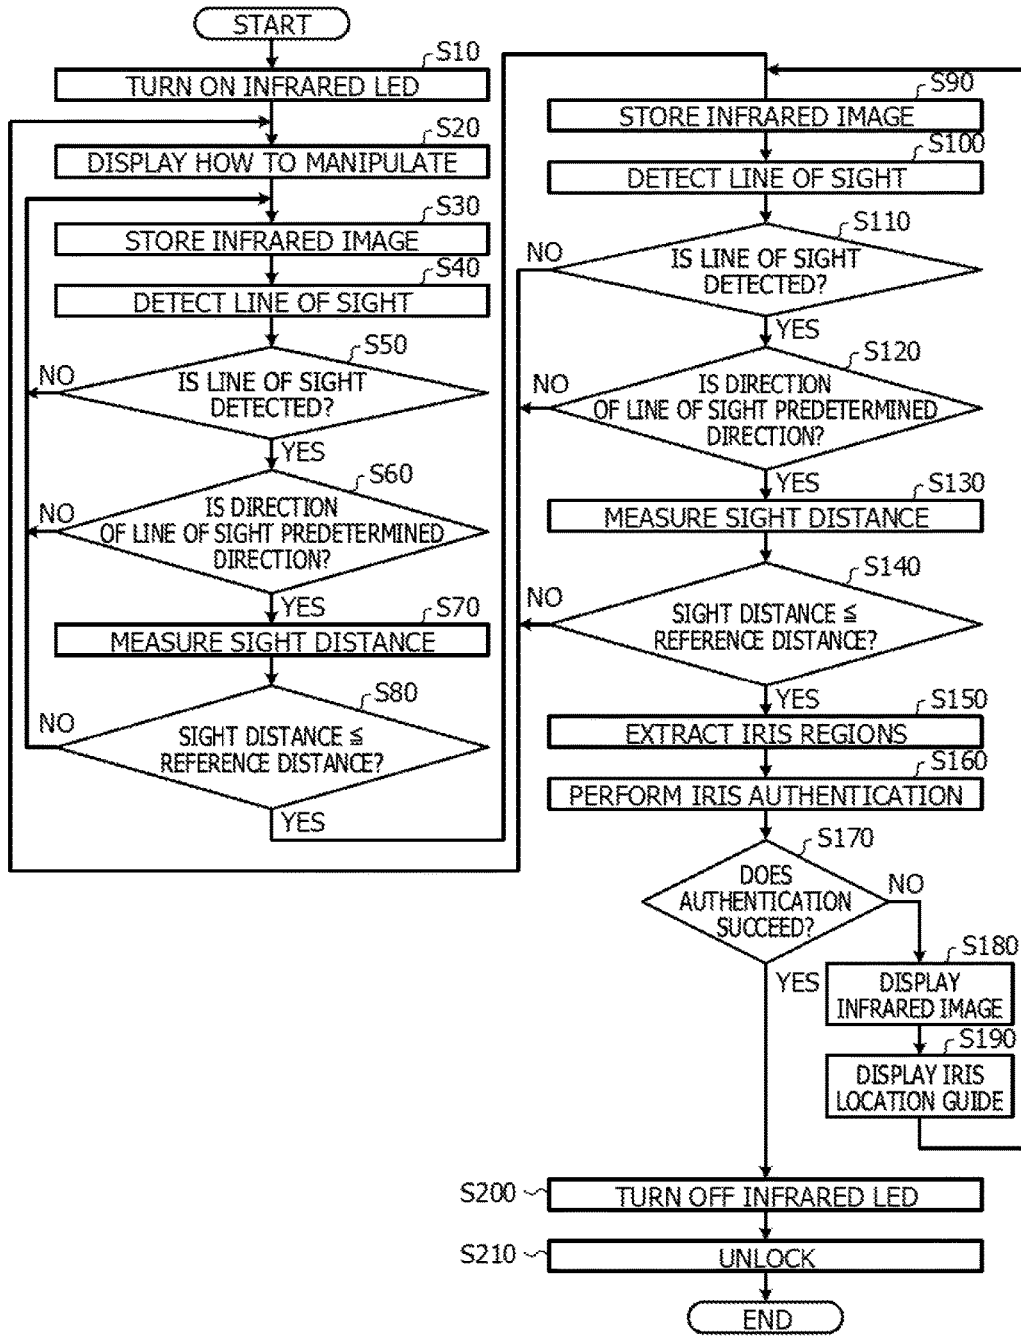 START
S10
TURN ON INFRARED LED
S20
DISPLAY HOW TO MANIPULATE
S30
STORE INFRARED IMAGE
S40
DETECT LINE OF SIGHT
S50
NO
IS LINE OF SIGHT
DETECTED?
YES
S60
NO
IS DIRECTION
OF LINE OF SIGHT PREDETERMINED
DIRECTION?
YES
S70
MEASURE SIGHT DISTANCE
S80
NO
SIGHT DISTANCE ≦
REFERENCE DISTANCE?
YES
S90
STORE INFRARED IMAGE
S100
DETECT LINE OF SIGHT
S110
NO
IS LINE OF SIGHT
DETECTED?
YES
S120
NO
IS DIRECTION
OF LINE OF SIGHT PREDETERMINED
DIRECTION?
YES
S130
MEASURE SIGHT DISTANCE
S140
NO
SIGHT DISTANCE ≦
REFERENCE DISTANCE?
YES
S150
EXTRACT IRIS REGIONS
S160
PERFORM IRIS AUTHENTICATION
S170
DOES
AUTHENTICATION
SUCCEED?
NO
YES
S180
DISPLAY
INFRARED IMAGE
S190
DISPLAY IRIS
LOCATION GUIDE
S200
TURN OFF INFRARED LED
S210
UNLOCK
END